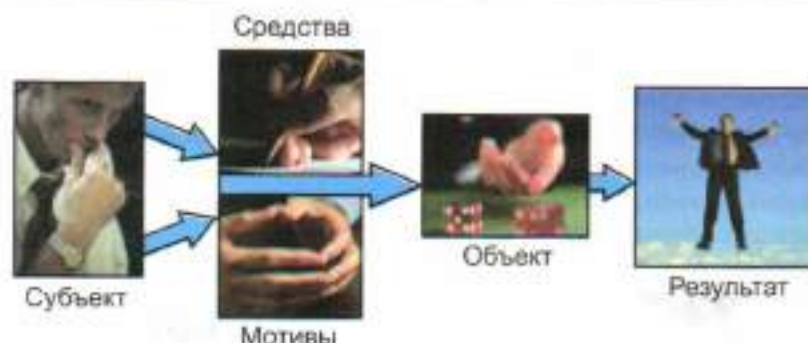 Средства
Субъект
Мотивы
Объект
Результат